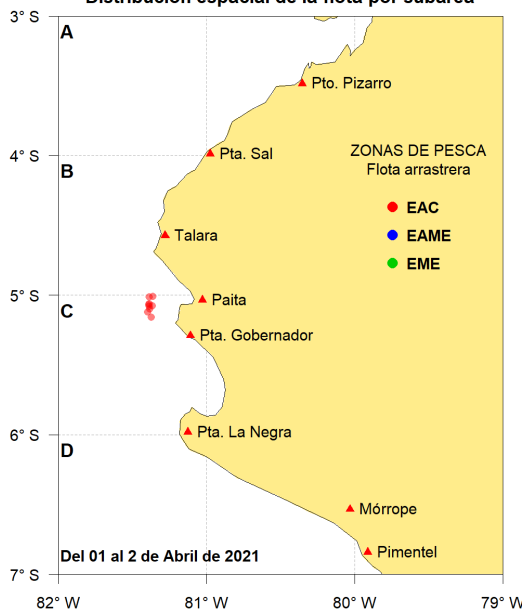 Distribución espacial de la flota por subárea
3° S
A
Pto. Pizarro
ZONAS DE PESCA
Flota arrastrera
4° S
Pta. Sal
B
EAC
Talara
EAME
EME
5° S
Paita
C
Pta. Gobernador
6° S
Pta. La Negra
D
Mórrope
Del 01 al 2 de Abril de 2021
Pimentel
7° S
82° W
81° W
80° W
79° W